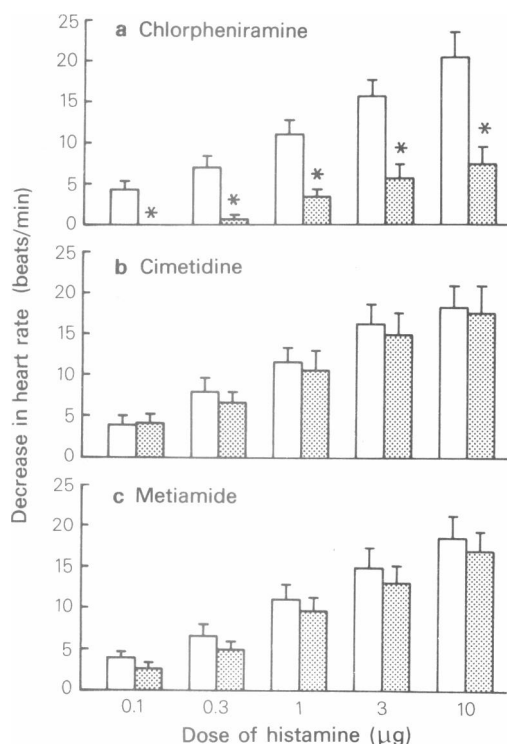 25
a Chlorpheniramine
20
15
10
5
0
* * * * *
b Cimetidine
20
15
10
5
0
25
c Metiamide
20
15
10
5
0
0.1 0.3 1 3 10
Dose of histamine (µg)
Decrease in heart rate (beats/min)